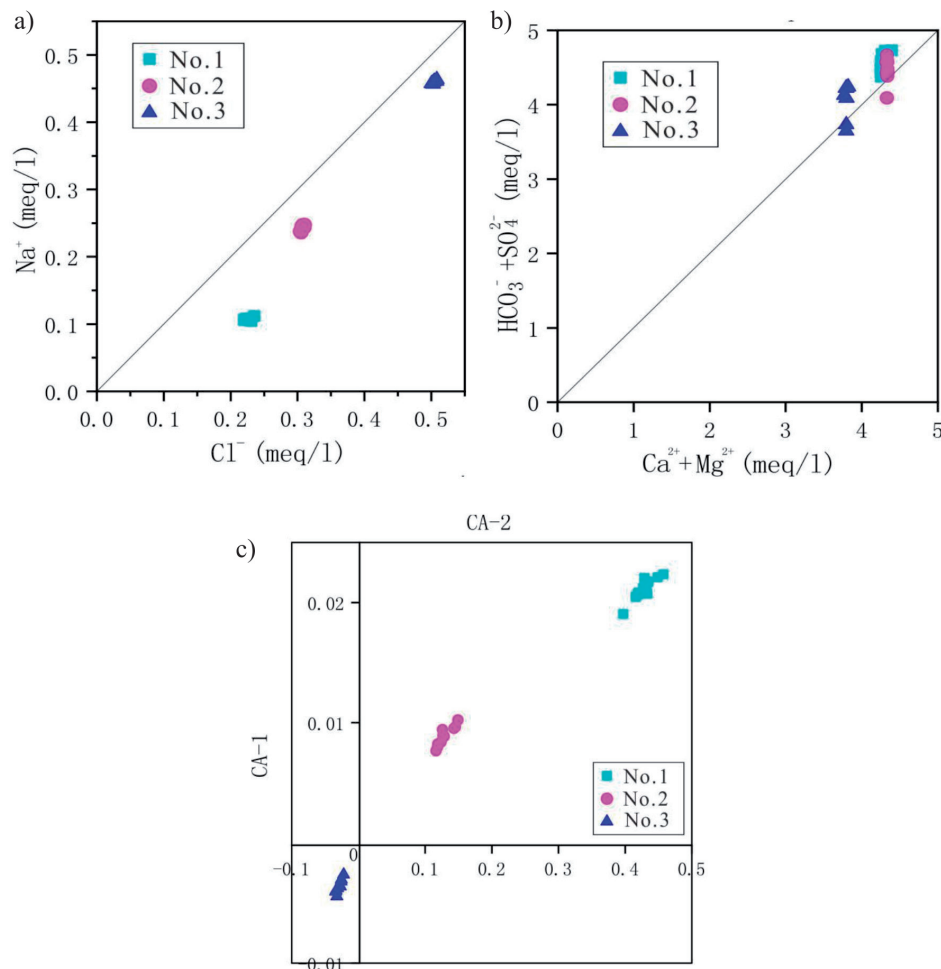 a)
No.1
No.2
No.3
0.5
0.4
0.3
0.2
0.1
0.0
Na⁺ (meq/l)
0.0 0.1 0.2 0.3 0.4 0.5
Cl⁻ (meq/l)
b)
No.1
No.2
No.3
5
4
3
2
1
0
HCO₃⁻+SO₄²⁻ (meq/l)
0 1 2 3 4 5
Ca²⁺+Mg²⁺ (meq/l)
c)
CA-2
0.02
0.01
CA-1
No.1
No.2
No.3
-0.1 0 0.1 0.2 0.3 0.4 0.5
-0.01